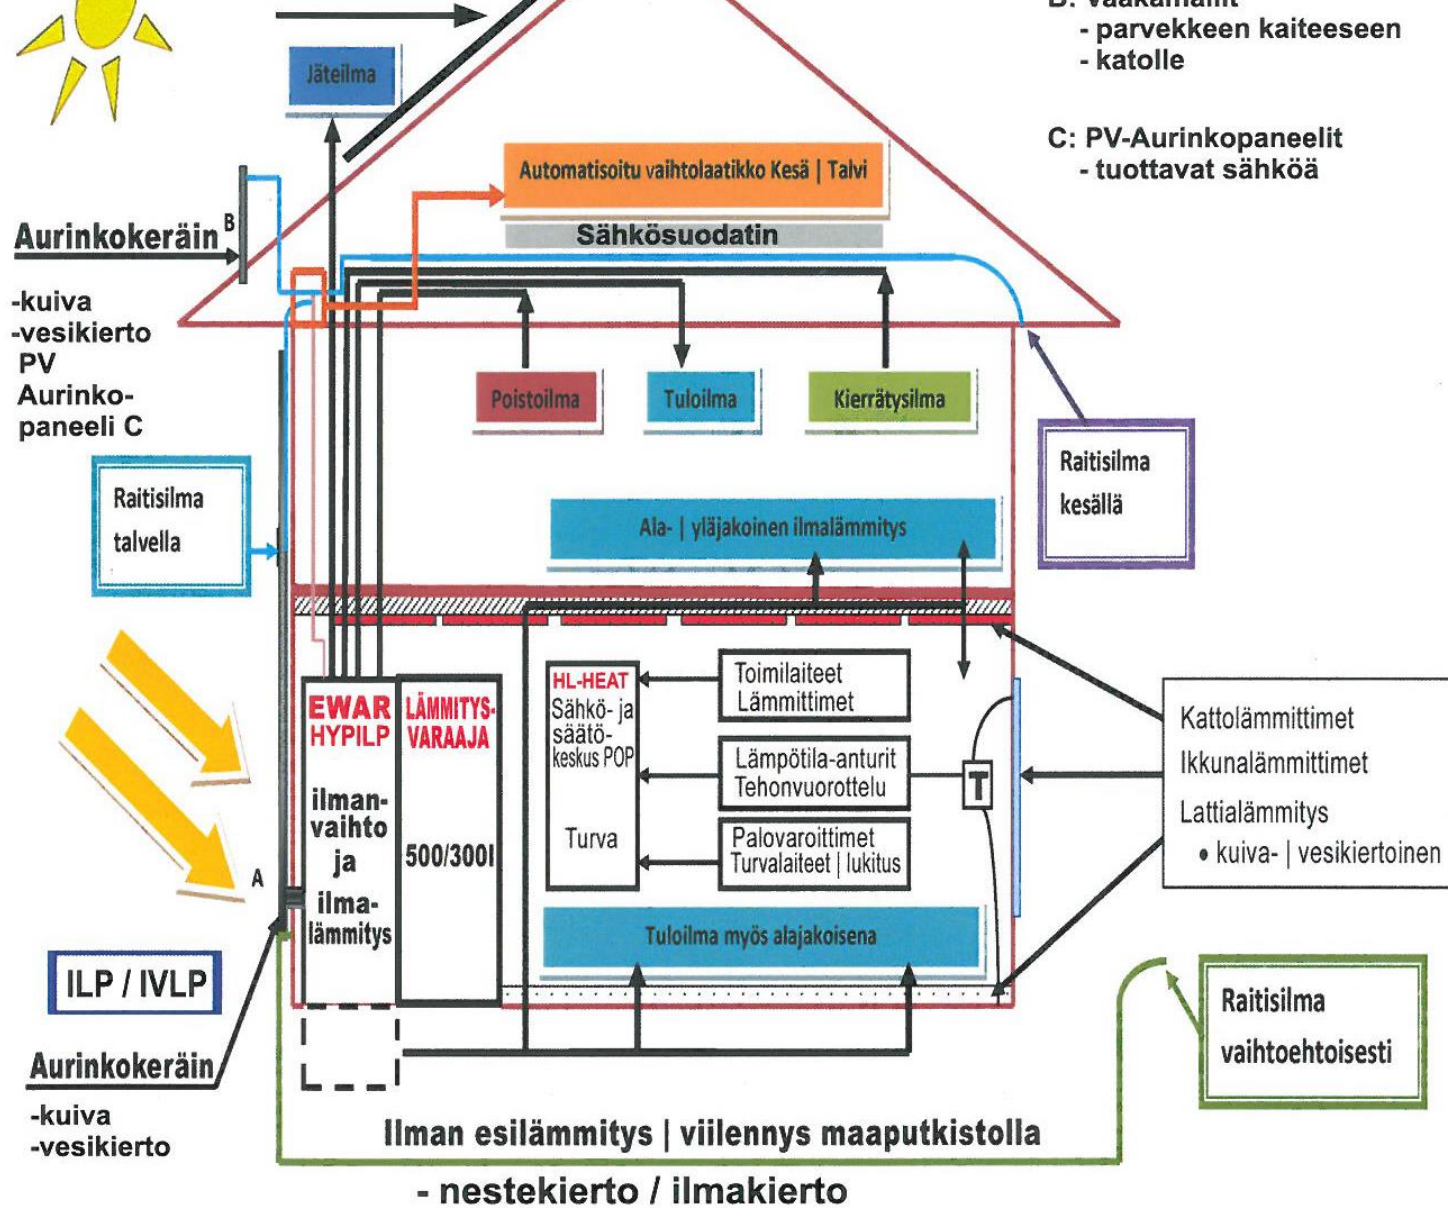 B: Vaakamallit
- parvekkeen kaiteeseen
- katolle
C: PV-Aurinkopaneelit
- tuottavat sähköä
Jäteilma
Automatisoitu vaihtolaatikko Kesä | Talvi
Sähkösuodatin
Aurinkokeräin
B
-kuiva
-vesikierto
PV
Aurinko-
paneeli C
Poistoilma
Tuloilma
Kierrätysilma
Raitisilma
kesällä
Raitisilma
talvella
Ala- | yläjakoinen ilmalämmitys
EWAR
HYPILP
ilman-
vaihto
ja
ilma-
lämmitys
LÄMMITYS-
VARAAJA
500/300l
HL-HEAT
Sähkö- ja
säätö-
keskus POP
Turva
Toimilaiteet
Lämmittimet
Lämpötila-anturit
Tehonvuorottelu
Palovaroittimet
Turvalaiteet | lukitus
T
Kattolämmittimet
Ikkunalämmittimet
Lattialämmitys
• kuiva- | vesikiertoinen
A
Tuloilma myös alajakoisena
ILP / IVLP
Aurinkokeräin
-kuiva
-vesikierto
Raitisilma
vaihtoehtoisesti
Ilman esilämmitys | viilennys maaputkistolla
- nestekierto / ilmakierto